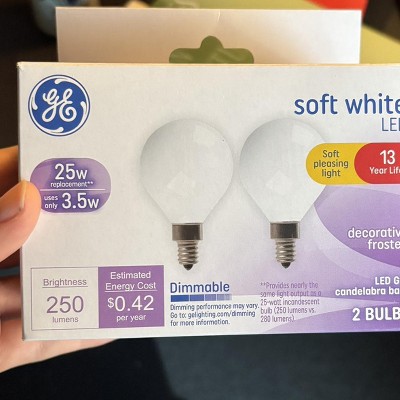 GE
soft white
LED
Soft
pleasing
light
13
Year Life
25w
replacement**
uses
only 3.5w
decorative
froste
Brightness
250
lumens
Estimated
Energy Cost
$0.42
per year
Dimmable
Dimming performance may vary.
Go to: gelighting.com/dimming
for more information.
**Provides nearly the
same light output as a
25-watt incandescent
bulb (250 lumens vs.
280 lumens).
LED G
candelabra ba
2 BULB